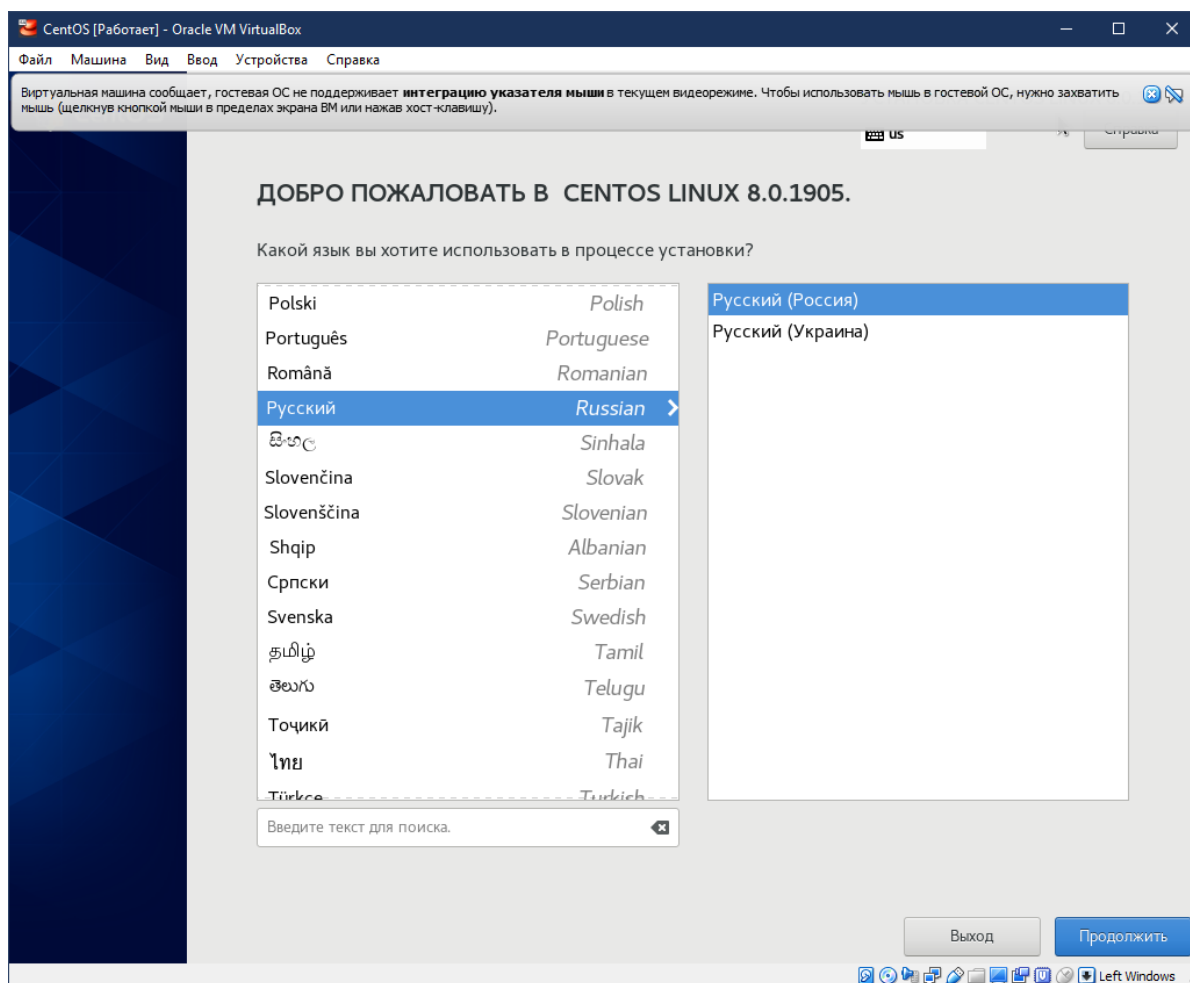 CentOS [Работает] - Oracle VM VirtualBox
Файл Машина Вид Ввод Устройства Справка
Виртуальная машина сообщает, гостевая ОС не поддерживает интеграцию указателя мыши в текущем видеорежиме. Чтобы использовать мышь в гостевой ОС, нужно захватить
мышь (щелкнув кнопкой мыши в пределах экрана ВМ или нажав хост-клавишу).
us
Справка
ДОБРО ПОЖАЛОВАТЬ В CENTOS LINUX 8.0.1905.
Какой язык вы хотите использовать в процессе установки?
Polski Polish
Português Portuguese
Română Romanian
Русский Russian
සිංහල Sinhala
Slovenčina Slovak
Slovenščina Slovenian
Shqip Albanian
Српски Serbian
Svenska Swedish
தமிழ் Tamil
తెలుగు Telugu
Тоҷикӣ Tajik
ไทย Thai
Türkçe Turkish
Русский (Россия)
Русский (Украина)
Введите текст для поиска.
Выход Продолжить
Left Windows